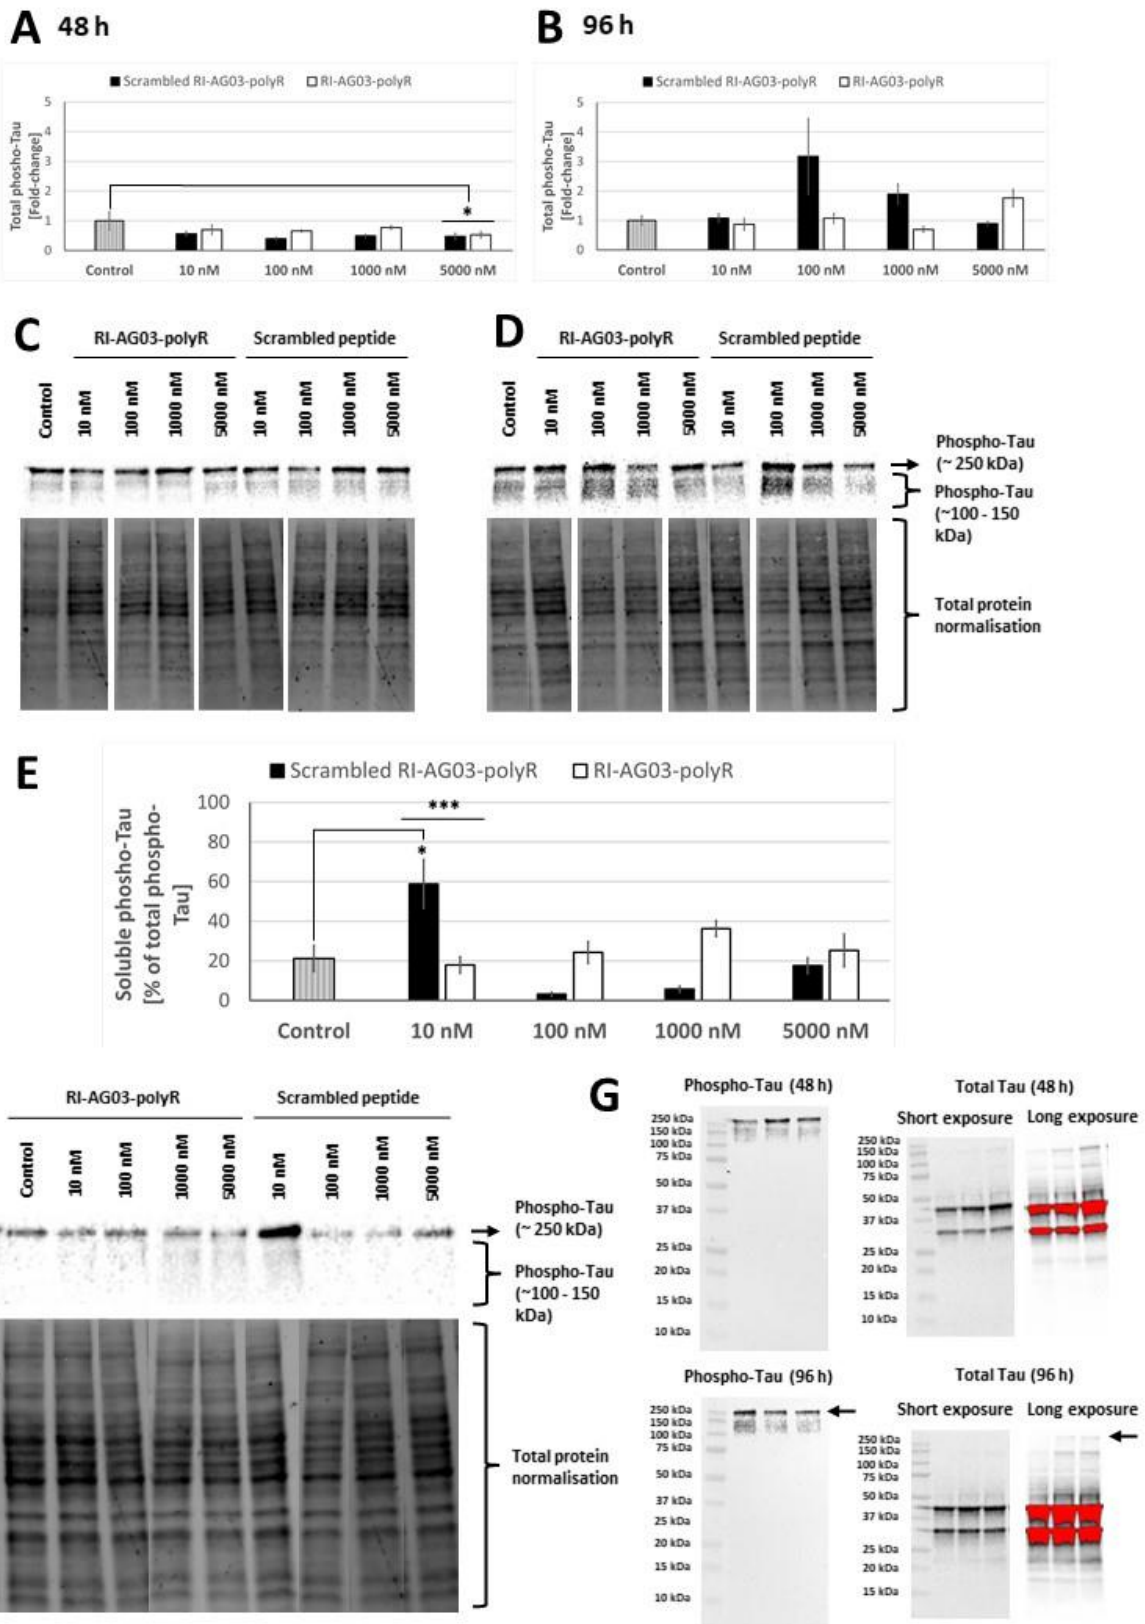 A 48 h
Scrambled RI-AG03-polyR RI-AG03-polyR
Total phosho-Tau
[Fold-change]
5
4
3
2
1
0
*
Control 10 nM 100 nM 1000 nM 5000 nM
B 96 h
Scrambled RI-AG03-polyR RI-AG03-polyR
Total phosho-Tau
[Fold-change]
5
4
3
2
1
0
Control 10 nM 100 nM 1000 nM 5000 nM
C
RI-AG03-polyR Scrambled peptide
Control 10 nM 100 nM 1000 nM 5000 nM 10 nM 100 nM 1000 nM 5000 nM
D
RI-AG03-polyR Scrambled peptide
Control 10 nM 100 nM 1000 nM 5000 nM 10 nM 100 nM 1000 nM 5000 nM
Phospho-Tau
(~ 250 kDa)
Phospho-Tau
(~100 - 150
kDa)
Total protein
normalisation
E
Scrambled RI-AG03-polyR RI-AG03-polyR
Soluble phosho-Tau
[% of total phospho-
Tau]
100
80
60
40
20
0
***
*
Control 10 nM 100 nM 1000 nM 5000 nM
RI-AG03-polyR Scrambled peptide
Control 10 nM 100 nM 1000 nM 5000 nM 10 nM 100 nM 1000 nM 5000 nM
Phospho-Tau
(~ 250 kDa)
Phospho-Tau
(~100 - 150
kDa)
Total protein
normalisation
G
Phospho-Tau (48 h)
250 kDa
150 kDa
100 kDa
75 kDa
50 kDa
37 kDa
25 kDa
20 kDa
15 kDa
10 kDa
Total Tau (48 h)
Short exposure Long exposure
250 kDa
150 kDa
100 kDa
75 kDa
50 kDa
37 kDa
25 kDa
20 kDa
15 kDa
10 kDa
Phospho-Tau (96 h)
250 kDa
150 kDa
100 kDa
75 kDa
50 kDa
37 kDa
25 kDa
20 kDa
15 kDa
10 kDa
Total Tau (96 h)
Short exposure Long exposure
250 kDa
150 kDa
100 kDa
75 kDa
50 kDa
37 kDa
25 kDa
20 kDa
15 kDa